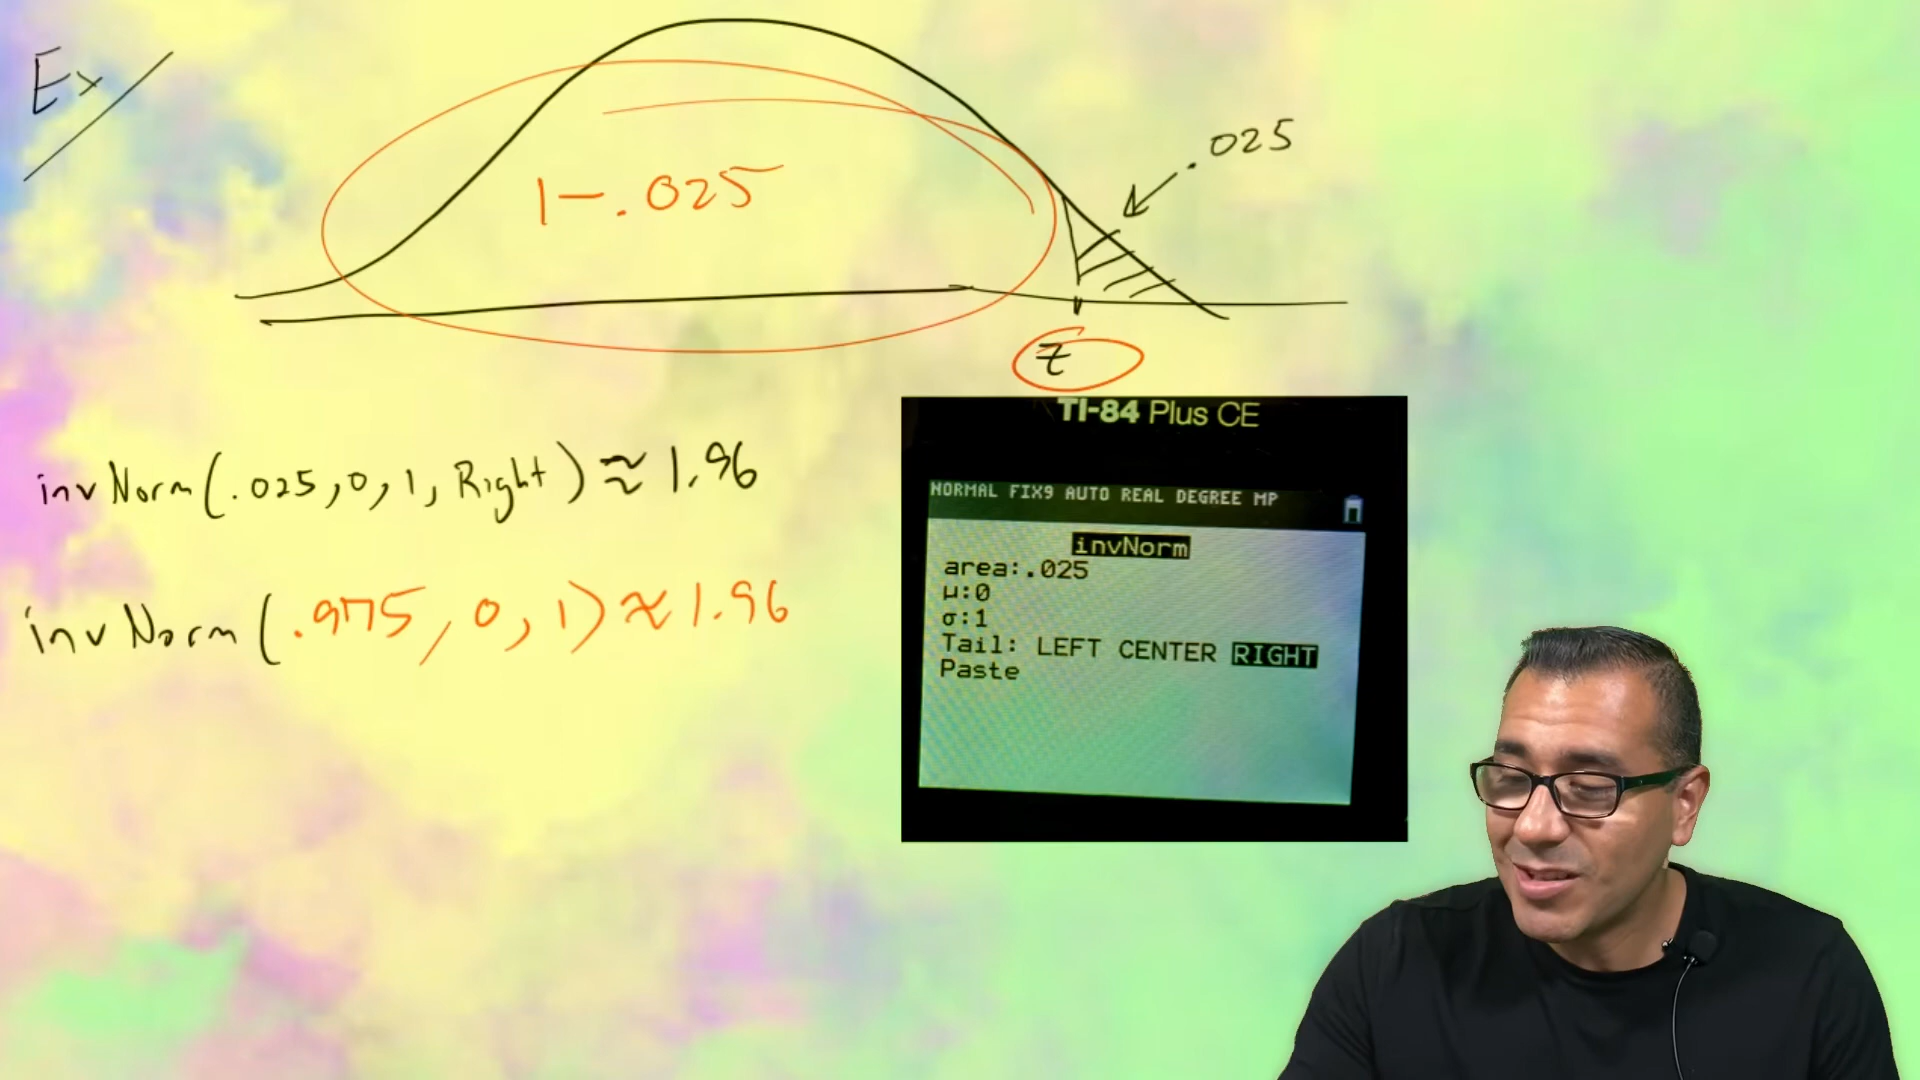 Ex
.025
1-.025
z
invNorm(.025,0,1,Right)≈1.96
invNorm(.975,0,1)≈1.96
TI-84 Plus CE
NORMAL FIX9 AUTO REAL DEGREE MP
invNorm
area:.025
μ:0
σ:1
Tail: LEFT CENTER RIGHT
Paste